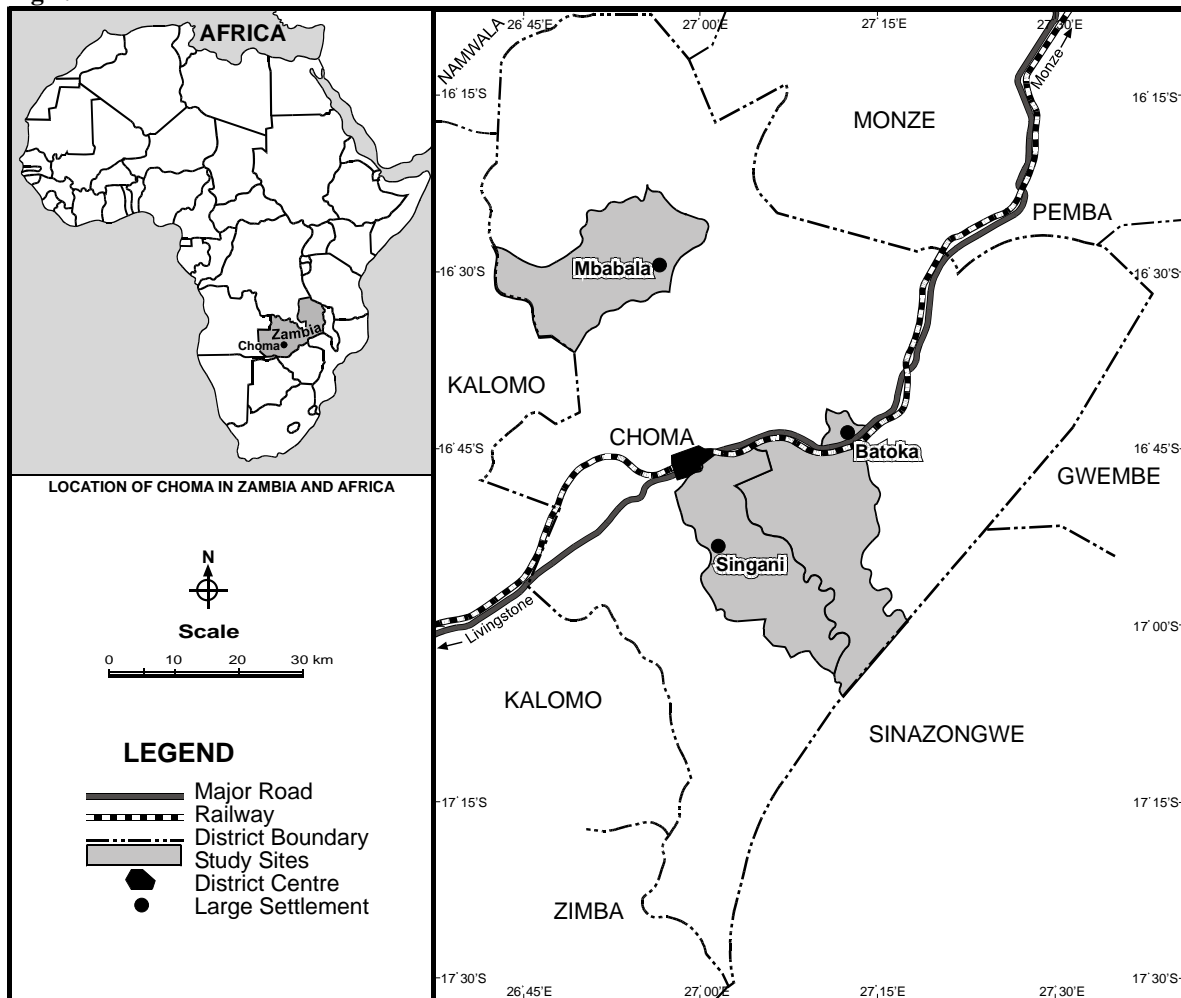 AFRICA
Zambia
Choma
LOCATION OF CHOMA IN ZAMBIA AND AFRICA
N
Scale
0 10 20 30 km
LEGEND
Major Road
Railway
District Boundary
Study Sites
District Centre
Large Settlement
26°45'E 27°00'E 27°15'E 27°30'E
NAMWALA
Monze
16°15'S 16°15'S
MONZE
PEMBA
16°30'S 16°30'S
Mbabala
KALOMO
CHOMA
16°45'S 16°45'S
Batoka
GWEMBE
Singani
Livingstone
17°00'S 17°00'S
KALOMO
SINAZONGWE
17°15'S 17°15'S
ZIMBA
17°30'S 17°30'S
26°45'E 27°00'E 27°15'E 27°30'E